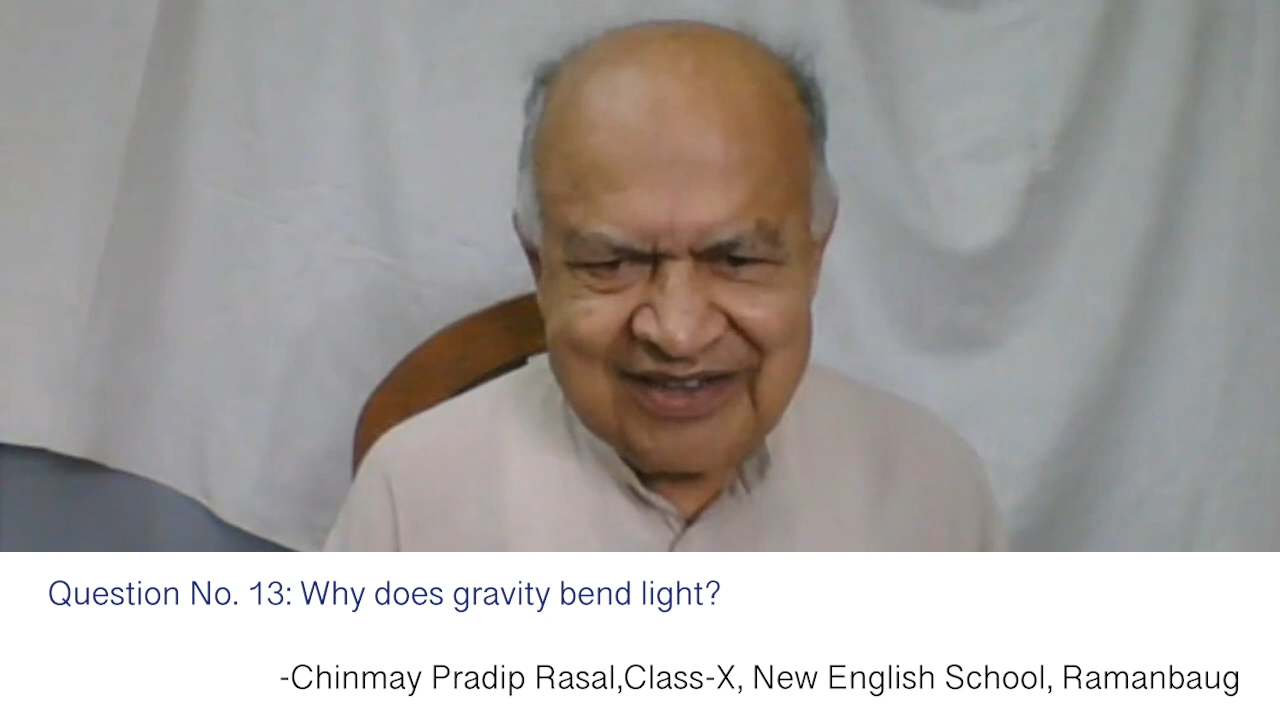 Question No. 13: Why does gravity bend light?
-Chinmay Pradip Rasal,Class-X, New English School, Ramanbaug